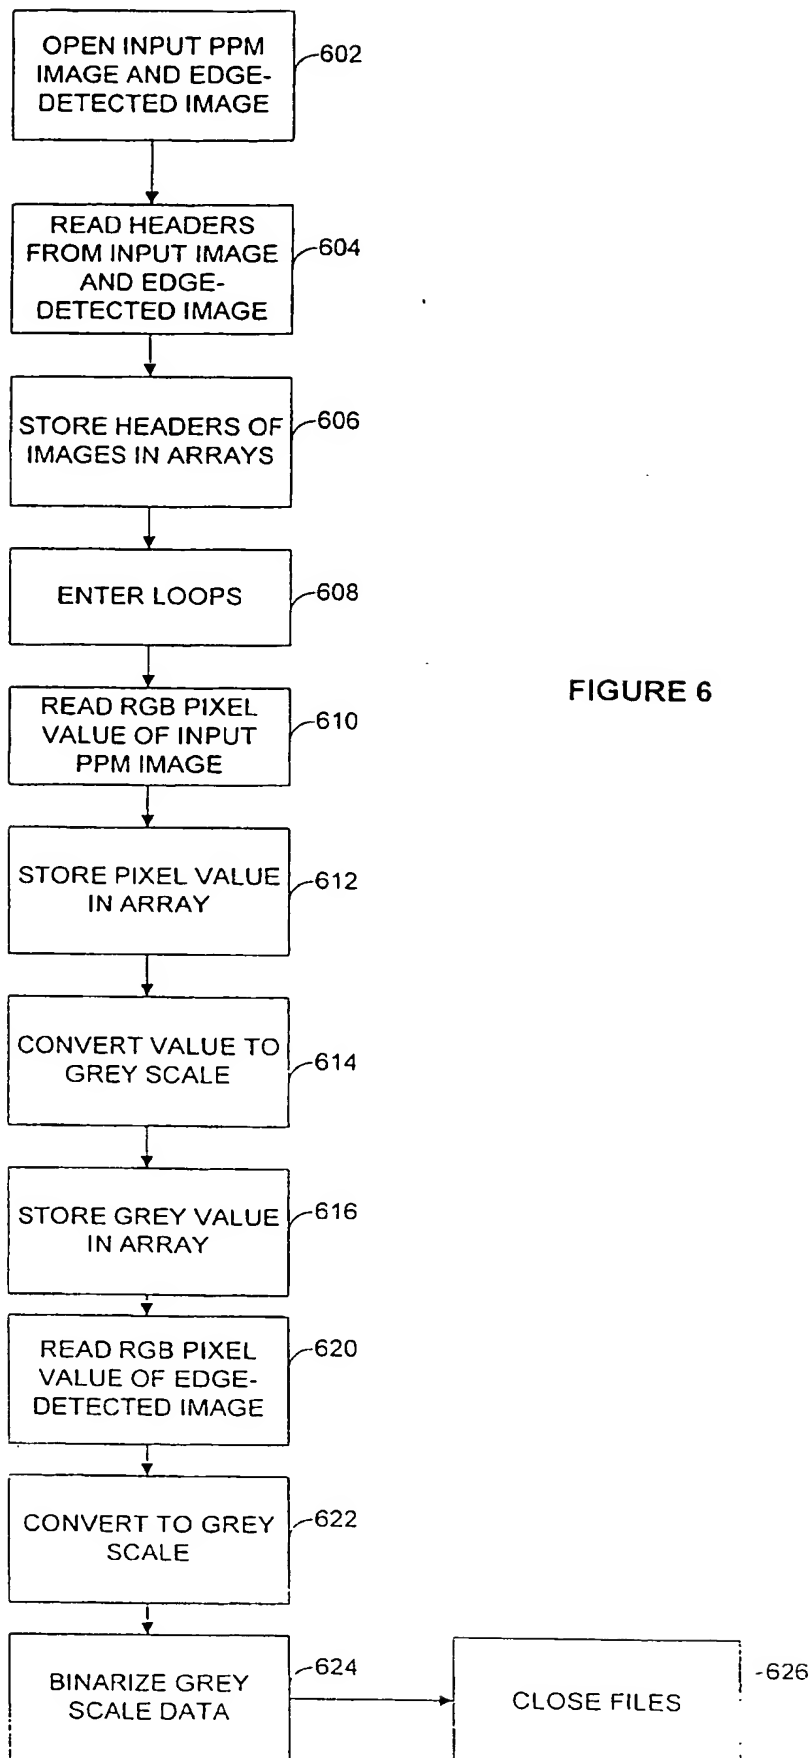 OPEN INPUT PPM
IMAGE AND EDGE-
DETECTED IMAGE
602
READ HEADERS
FROM INPUT IMAGE
AND EDGE-
DETECTED IMAGE
604
STORE HEADERS OF
IMAGES IN ARRAYS
606
ENTER LOOPS
608
READ RGB PIXEL
VALUE OF INPUT
PPM IMAGE
610
FIGURE 6
STORE PIXEL VALUE
IN ARRAY
612
CONVERT VALUE TO
GREY SCALE
614
STORE GREY VALUE
IN ARRAY
616
READ RGB PIXEL
VALUE OF EDGE-
DETECTED IMAGE
620
CONVERT TO GREY
SCALE
622
BINARIZE GREY
SCALE DATA
624
CLOSE FILES
626